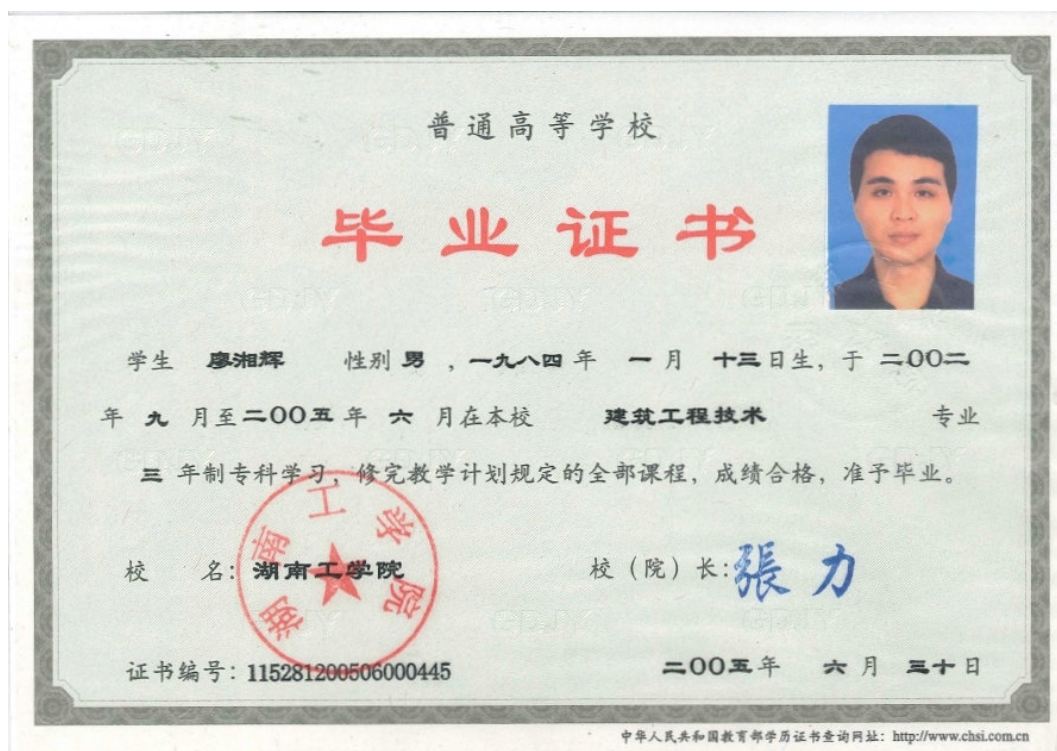 普通高等学校
毕业证书
学生 廖湘辉 性别 男 ，一九八四 年 一 月 十三 日生，于 二00二
年 九 月至 二00五 年 六 月在本校 建筑工程技术 专业
三 年制专科学习，修完教学计划规定的全部课程，成绩合格，准予毕业。
校 名：湖南工学院
校（院）长：張力
湖南工学院
证书编号：115281200506000445
二00五年 六 月 三十 日
中华人民共和国教育部学历证书查询网址：http://www.chsi.com.cn